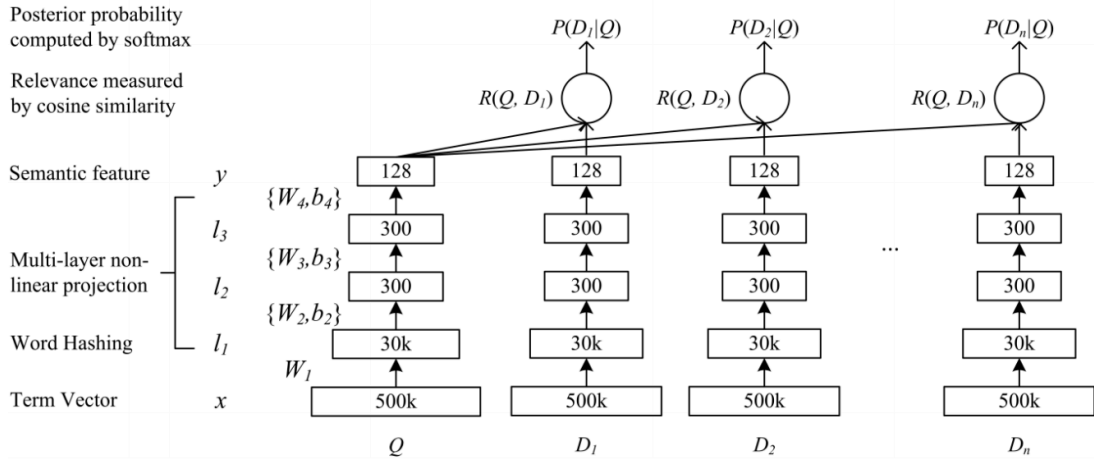 Posterior probability
computed by softmax
P(D₁|Q) P(D₂|Q) P(Dₙ|Q)
Relevance measured
by cosine similarity
R(Q, D₁) R(Q, D₂) R(Q, Dₙ)
Semantic feature y 128 128 128 128
{W₄,b₄}
l₃ 300 300 300 300
{W₃,b₃}
...
Multi-layer non-
linear projection
l₂ 300 300 300 300
{W₂,b₂}
Word Hashing l₁ 30k 30k 30k 30k
W₁
Term Vector x 500k 500k 500k 500k
Q D₁ D₂ Dₙ